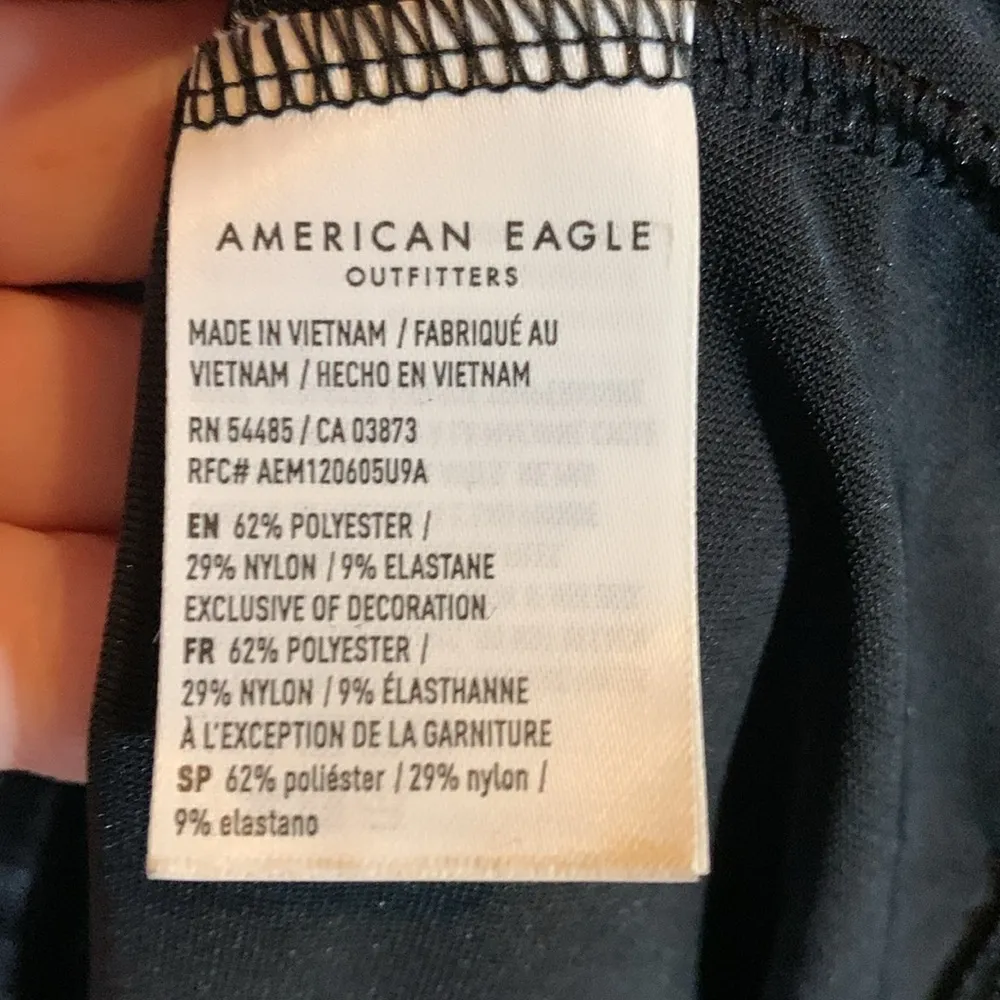 AMERICAN EAGLE
OUTFITTERS
MADE IN VIETNAM / FABRIQUÉ AU
VIETNAM / HECHO EN VIETNAM
RN 54485 / CA 03873
RFC# AEM120605U9A
EN 62% POLYESTER /
29% NYLON / 9% ELASTANE
EXCLUSIVE OF DECORATION
FR 62% POLYESTER /
29% NYLON / 9% ÉLASTHANNE
À L'EXCEPTION DE LA GARNITURE
SP 62% poliéster / 29% nylon /
9% elastano